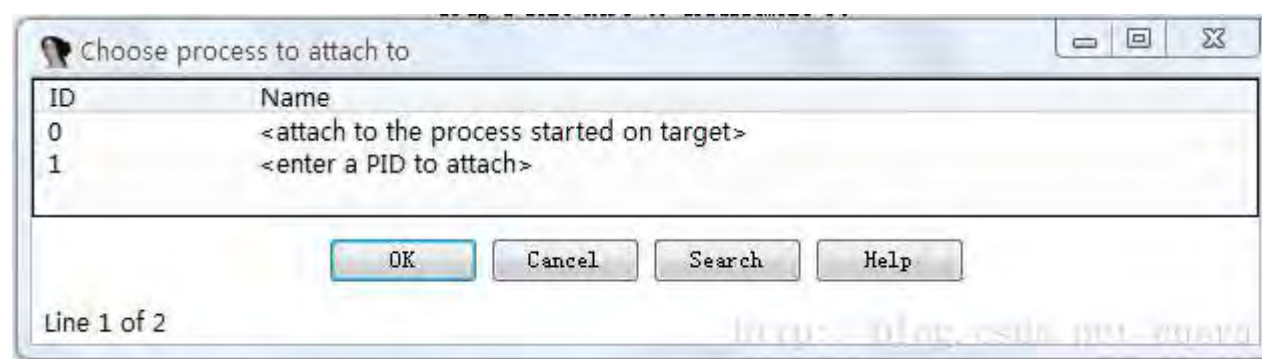 Choose process to attach to
ID Name
0 <attach to the process started on target>
1 <enter a PID to attach>
OK Cancel Search Help
Line 1 of 2